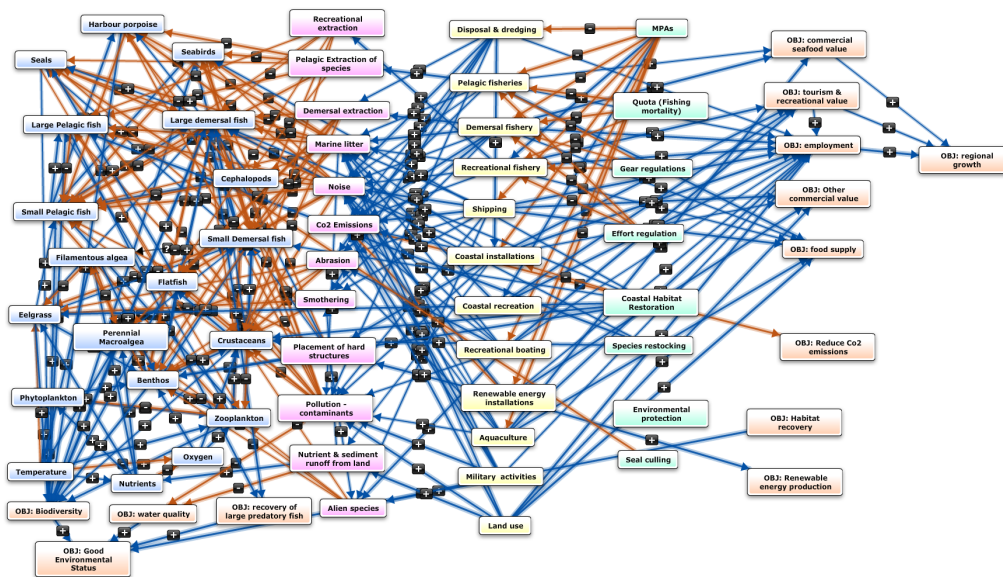 Harbour porpoise
Recreational
extraction
Disposal & dredging
MPAs
OBJ: commercial
seafood value
Seals
Seabirds
Pelagic Extraction of
species
Pelagic fisheries
OBJ: tourism &
recreational value
Quota (Fishing
mortality)
Large Pelagic fish
Large demersal fish
Demersal extraction
Demersal fishery
Marine litter
OBJ: employment
OBJ: regional
growth
Cephalopods
Noise
Recreational fishery
Gear regulations
OBJ: Other
commercial value
Small Pelagic fish
Co2 Emissions
Shipping
Small Demersal fish
Effort regulation
OBJ: food supply
Filamentous algea
Abrasion
Coastal installations
Flatfish
Smothering
Coastal recreation
Coastal Habitat
Restoration
Eelgrass
Perennial
Macroalgea
Crustaceans
Placement of hard
structures
Recreational boating
Species restocking
OBJ: Reduce Co2
emissions
Benthos
Phytoplankton
Renewable energy
installations
Zooplankton
Pollution -
contaminants
Environmental
protection
OBJ: Habitat
recovery
Aquaculture
Oxygen
Nutrient & sediment
runoff from land
Seal culling
Temperature
Nutrients
Military activities
OBJ: Renewable
energy production
OBJ: Biodiversity
OBJ: water quality
OBJ: recovery of
large predatory fish
Alien species
Land use
OBJ: Good
Environmental
Status